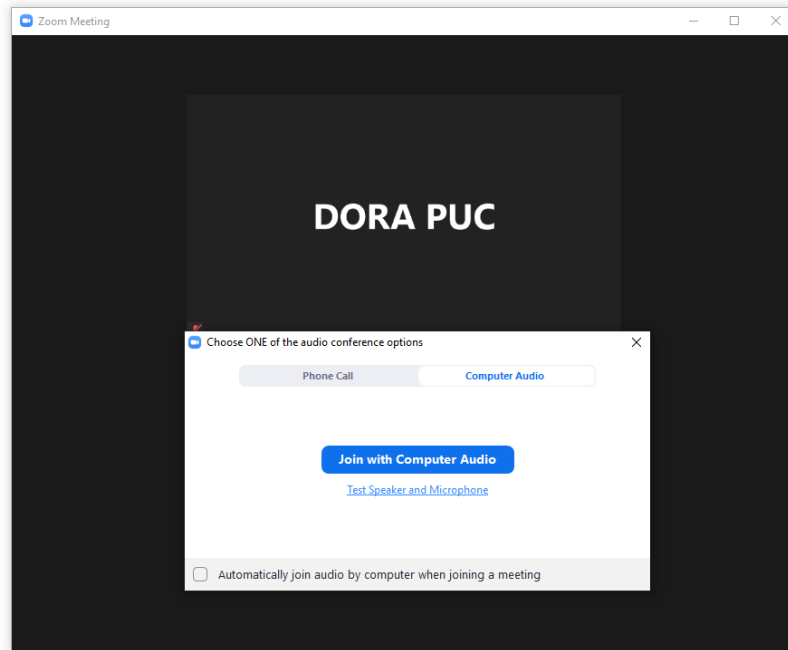 Zoom Meeting
DORA PUC
Choose ONE of the audio conference options
Phone Call Computer Audio
Join with Computer Audio
Test Speaker and Microphone
Automatically join audio by computer when joining a meeting